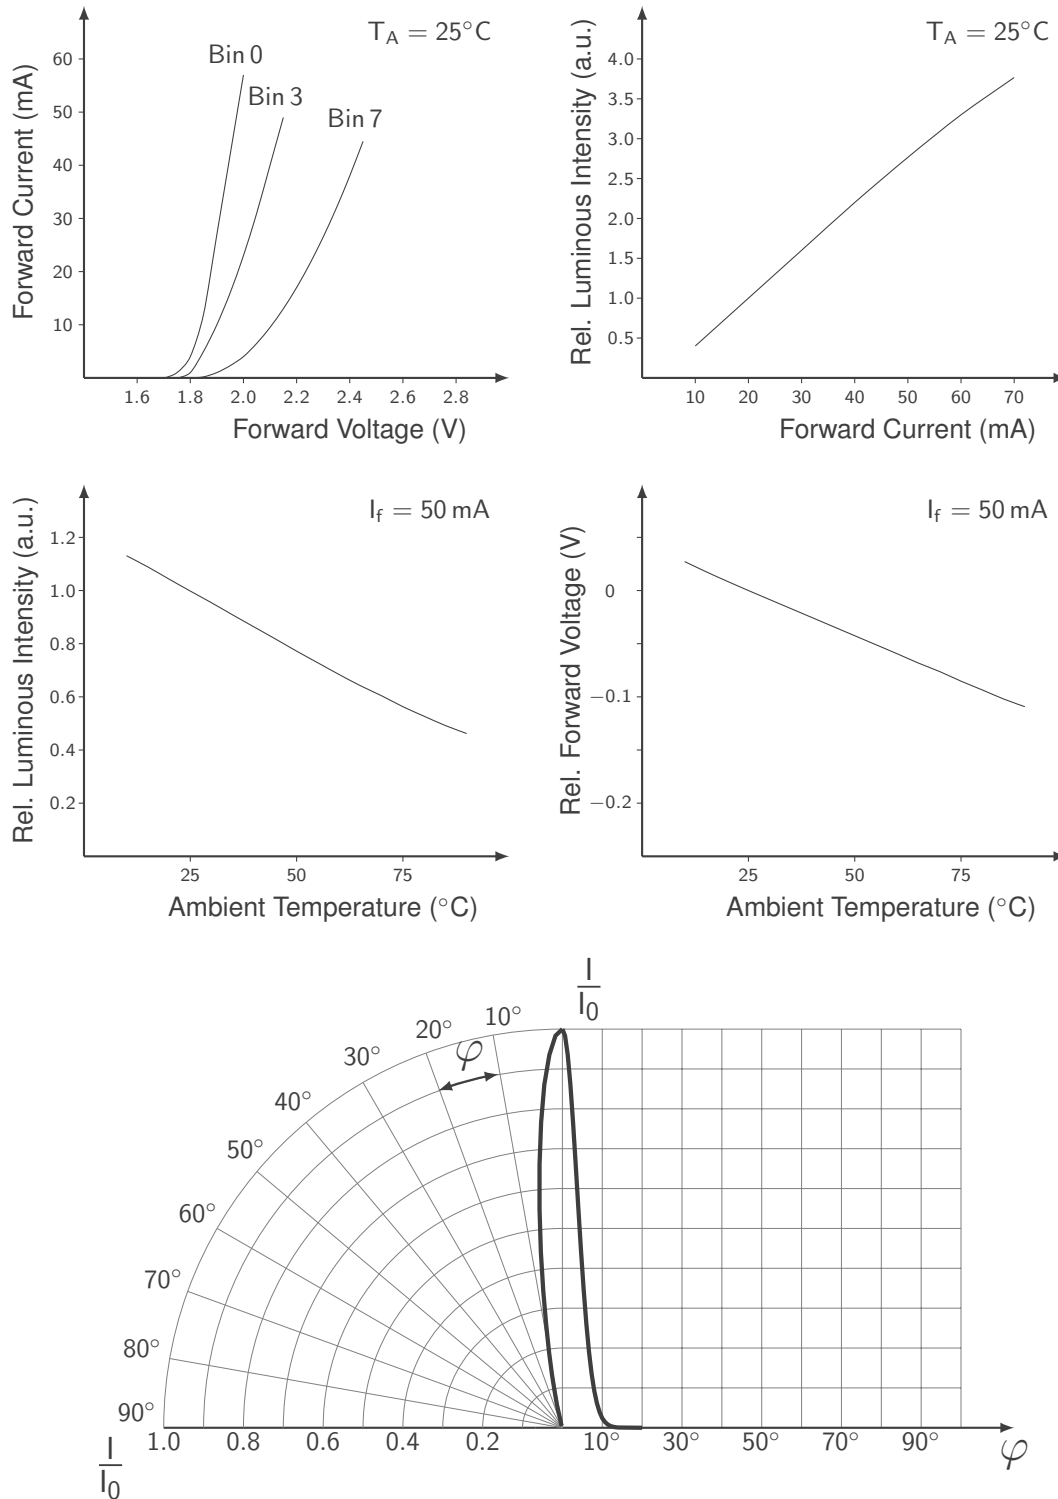 T_A = 25°C
Forward Current (mA)
60
50
40
30
20
10
Bin 0
Bin 3
Bin 7
1.6 1.8 2.0 2.2 2.4 2.6 2.8
Forward Voltage (V)
T_A = 25°C
Rel. Luminous Intensity (a.u.)
4.0
3.5
3.0
2.5
2.0
1.5
1.0
0.5
10 20 30 40 50 60 70
Forward Current (mA)
I_f = 50 mA
Rel. Luminous Intensity (a.u.)
1.2
1.0
0.8
0.6
0.4
0.2
25 50 75
Ambient Temperature (°C)
I_f = 50 mA
Rel. Forward Voltage (V)
0
−0.1
−0.2
25 50 75
Ambient Temperature (°C)
I
I_0
10°
20°
φ
30°
40°
50°
60°
70°
80°
90°
1.0 0.8 0.6 0.4 0.2 10° 30° 50° 70° 90° φ
I
I_0